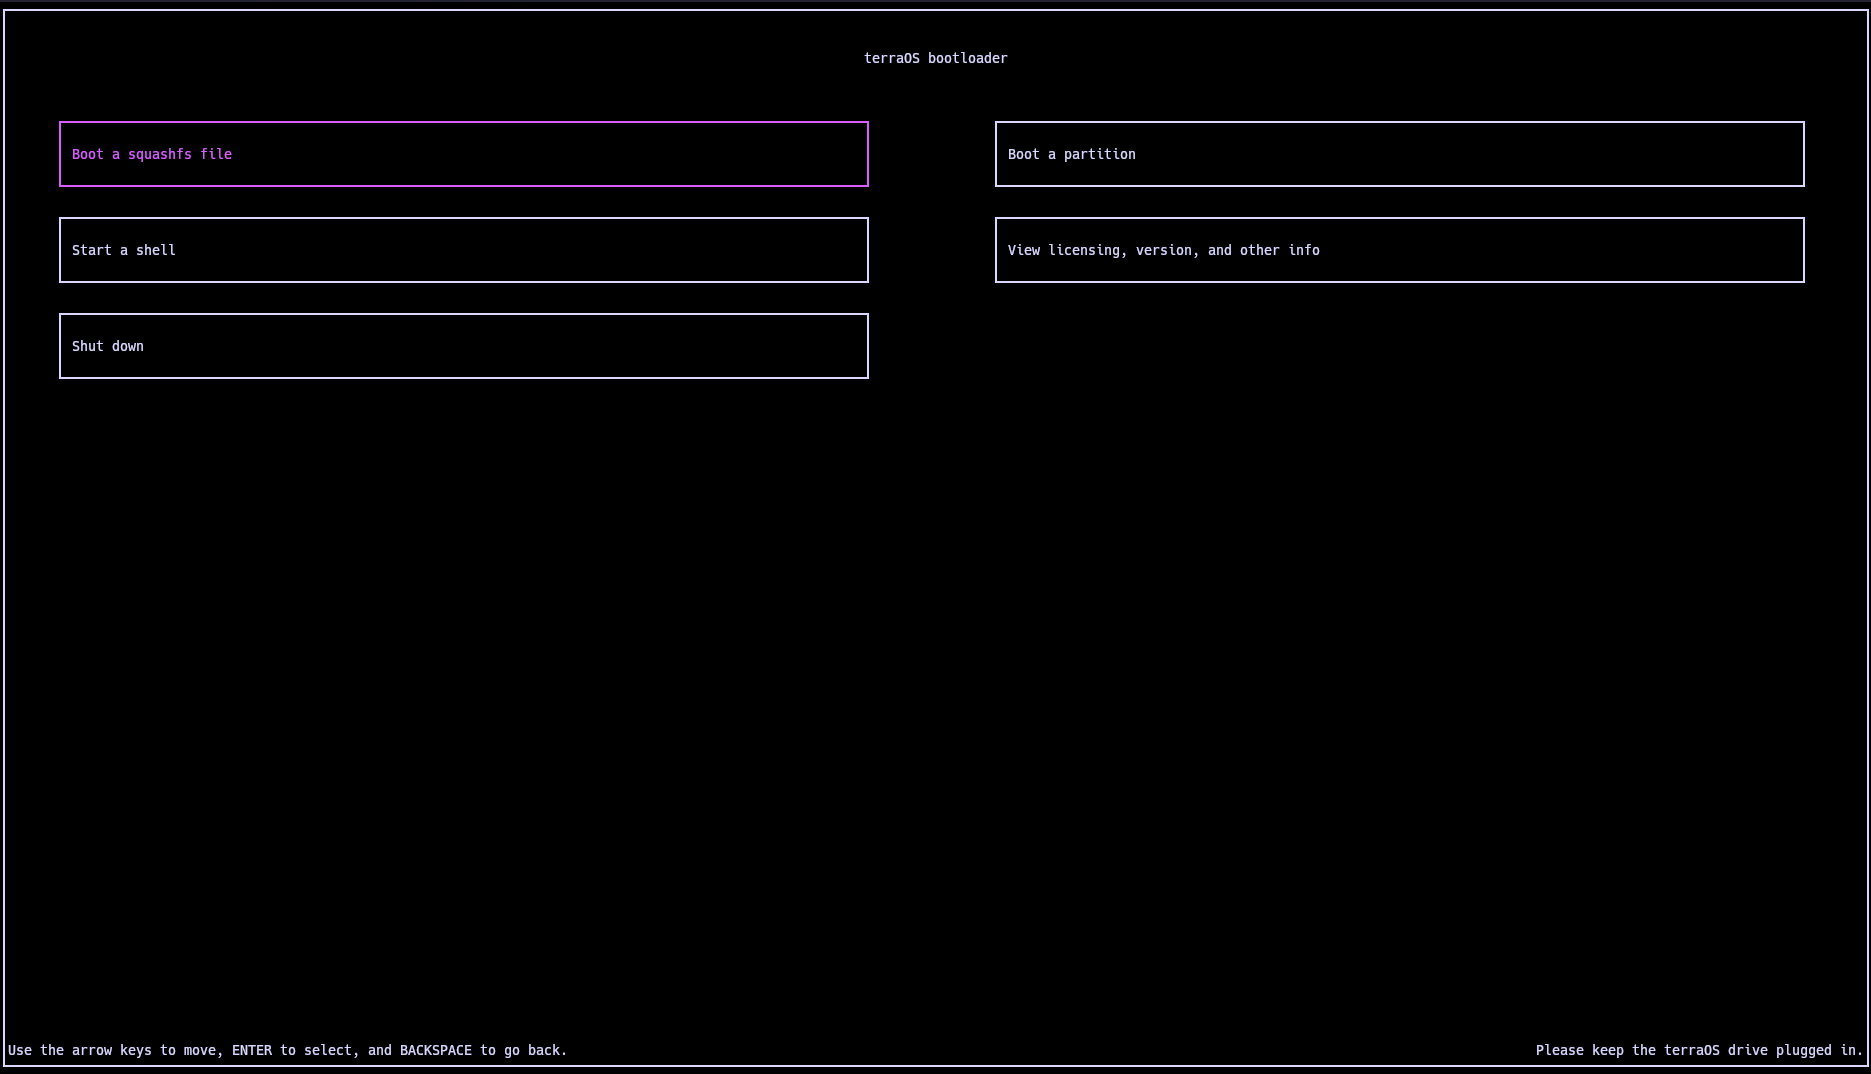 terraOS bootloader
Boot a squashfs file
Boot a partition
Start a shell
View licensing, version, and other info
Shut down
Use the arrow keys to move, ENTER to select, and BACKSPACE to go back.
Please keep the terraOS drive plugged in.